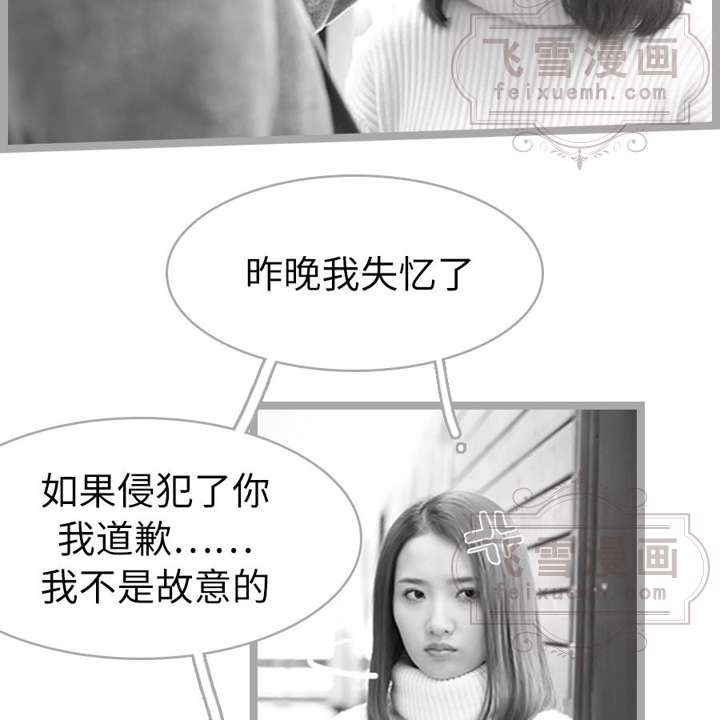 飞雪漫画
feixuemh.com
昨晚我失忆了
如果侵犯了你
我道歉……
我不是故意的
飞雪漫画
feixuemh.com